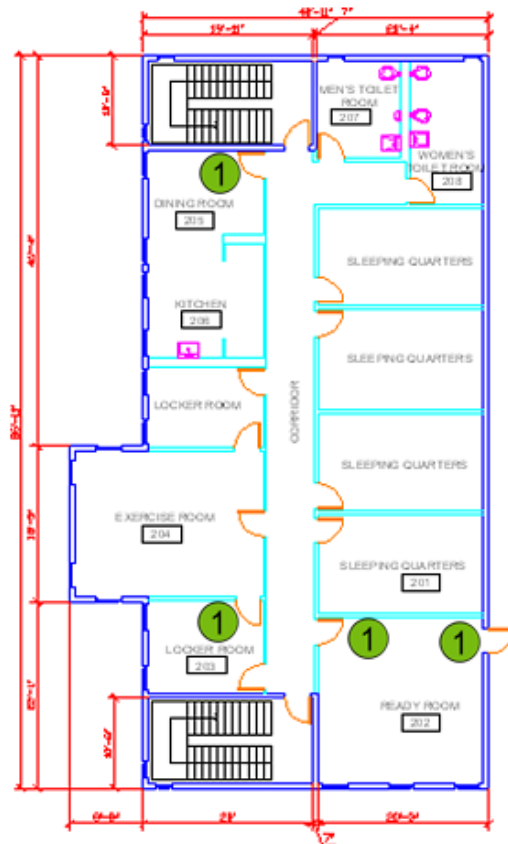 MEN'S TOILET
ROOM
207
WOMEN'S
TOILET ROOM
208
1
DINING ROOM
205
SLEEPING QUARTERS
KITCHEN
206
SLEEPING QUARTERS
LOCKER ROOM
CORRIDOR
SLEEPING QUARTERS
EXERCISE ROOM
204
SLEEPING QUARTERS
201
1
LOCKER ROOM
203
1
1
READY ROOM
202
21'
7"